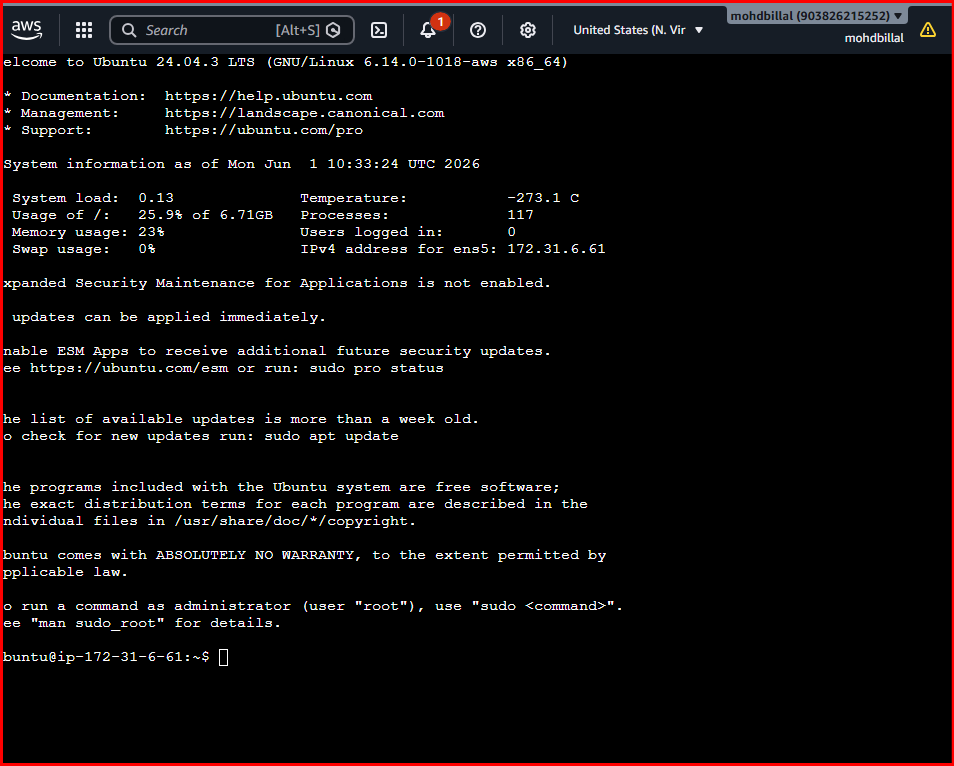 aws
Search [Alt+S]
1
United States (N. Vir
mohdbillal (903826215252)
mohdbillal
elcome to Ubuntu 24.04.3 LTS (GNU/Linux 6.14.0-1018-aws x86_64)
* Documentation: https://help.ubuntu.com
* Management: https://landscape.canonical.com
* Support: https://ubuntu.com/pro
System information as of Mon Jun 1 10:33:24 UTC 2026
System load: 0.13 Temperature: -273.1 C
Usage of /: 25.9% of 6.71GB Processes: 117
Memory usage: 23% Users logged in: 0
Swap usage: 0% IPv4 address for ens5: 172.31.6.61
xpanded Security Maintenance for Applications is not enabled.
updates can be applied immediately.
nable ESM Apps to receive additional future security updates.
ee https://ubuntu.com/esm or run: sudo pro status
he list of available updates is more than a week old.
o check for new updates run: sudo apt update
he programs included with the Ubuntu system are free software;
he exact distribution terms for each program are described in the
ndividual files in /usr/share/doc/*/copyright.
buntu comes with ABSOLUTELY NO WARRANTY, to the extent permitted by
pplicable law.
o run a command as administrator (user "root"), use "sudo <command>".
ee "man sudo_root" for details.
buntu@ip-172-31-6-61:~$